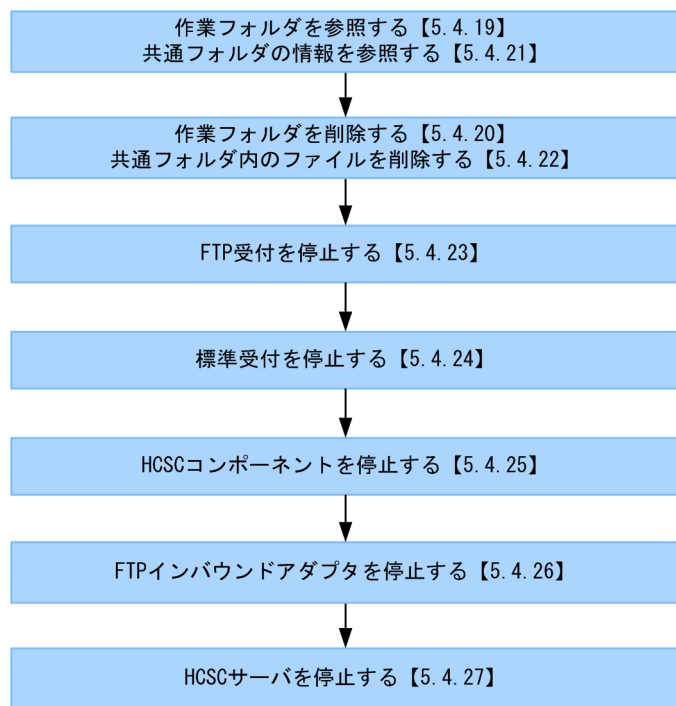 作業フォルダを参照する【5.4.19】
共通フォルダの情報を参照する【5.4.21】
作業フォルダを削除する【5.4.20】
共通フォルダ内のファイルを削除する【5.4.22】
FTP受付を停止する【5.4.23】
標準受付を停止する【5.4.24】
HCSCコンポーネントを停止する【5.4.25】
FTPインバウンドアダプタを停止する【5.4.26】
HCSCサーバを停止する【5.4.27】